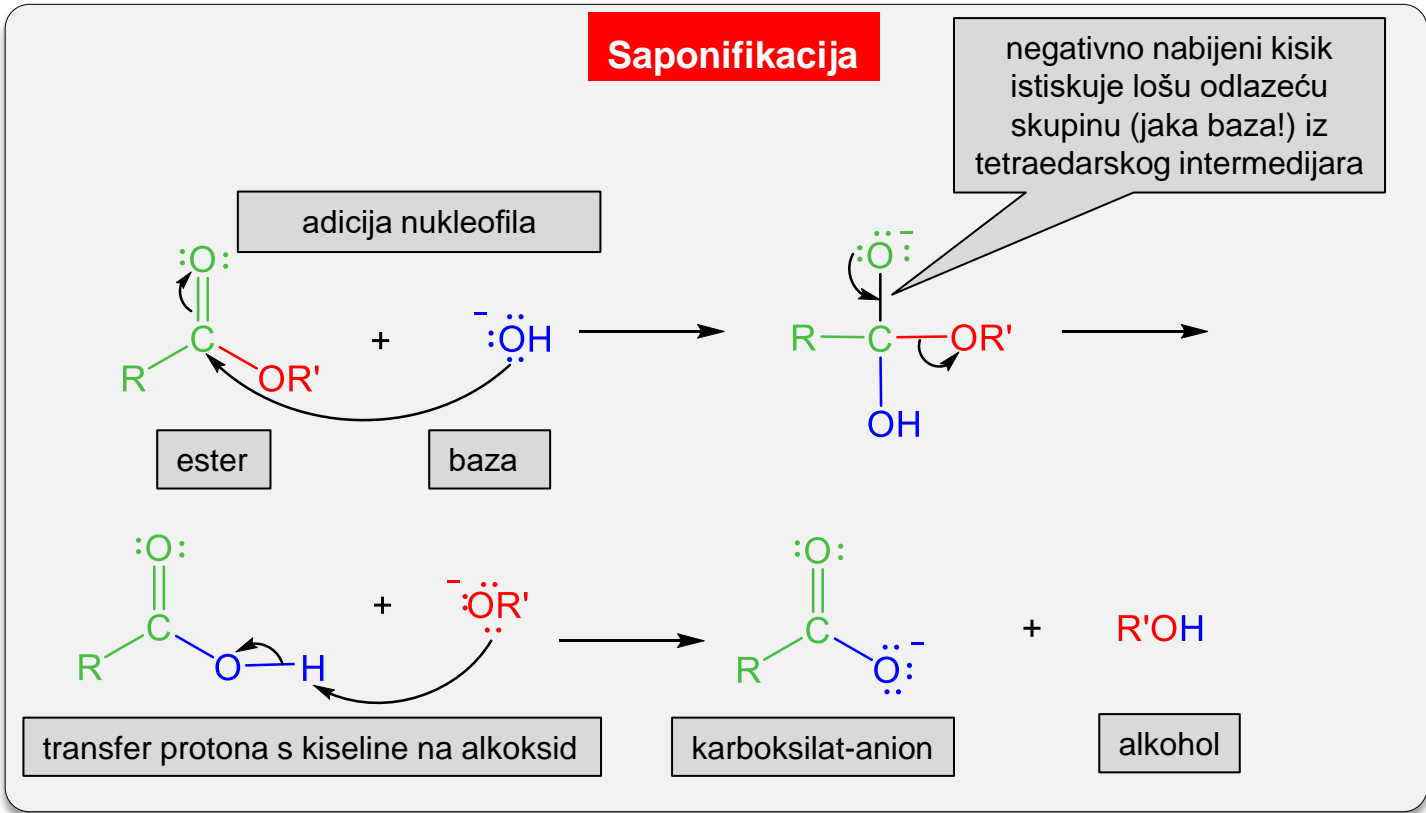 Saponifikacija
negativno nabijeni kisik
istiskuje lošu odlazeću
skupinu (jaka baza!) iz
tetraedarskog intermedijara
adicija nukleofila
O
C
R
OR'
+
−
OH
O −
R C OR'
OH
ester
baza
O
C
R
O H
+
−
OR'
O
C
R
O −
+
R'OH
transfer protona s kiseline na alkoksid
karboksilat-anion
alkohol